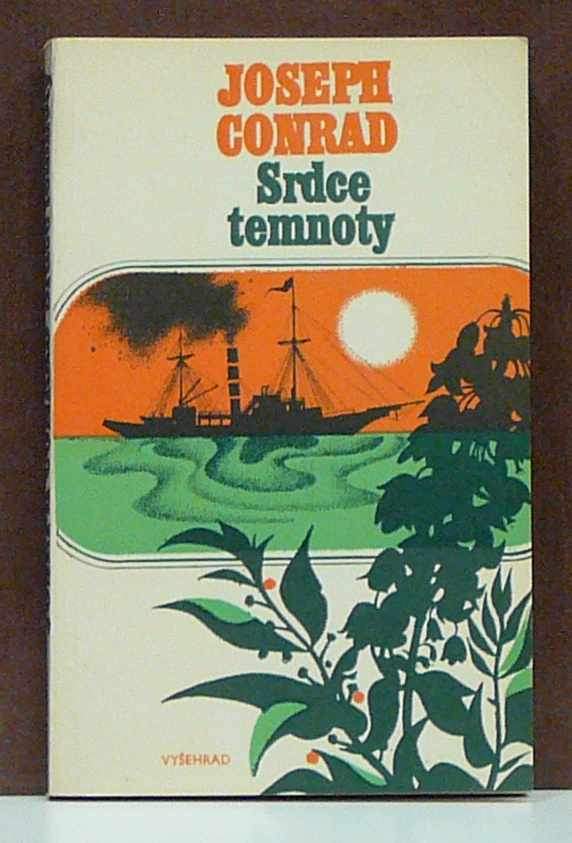 JOSEPH
CONRAD
Srdce
temnoty
VYŠEHRAD